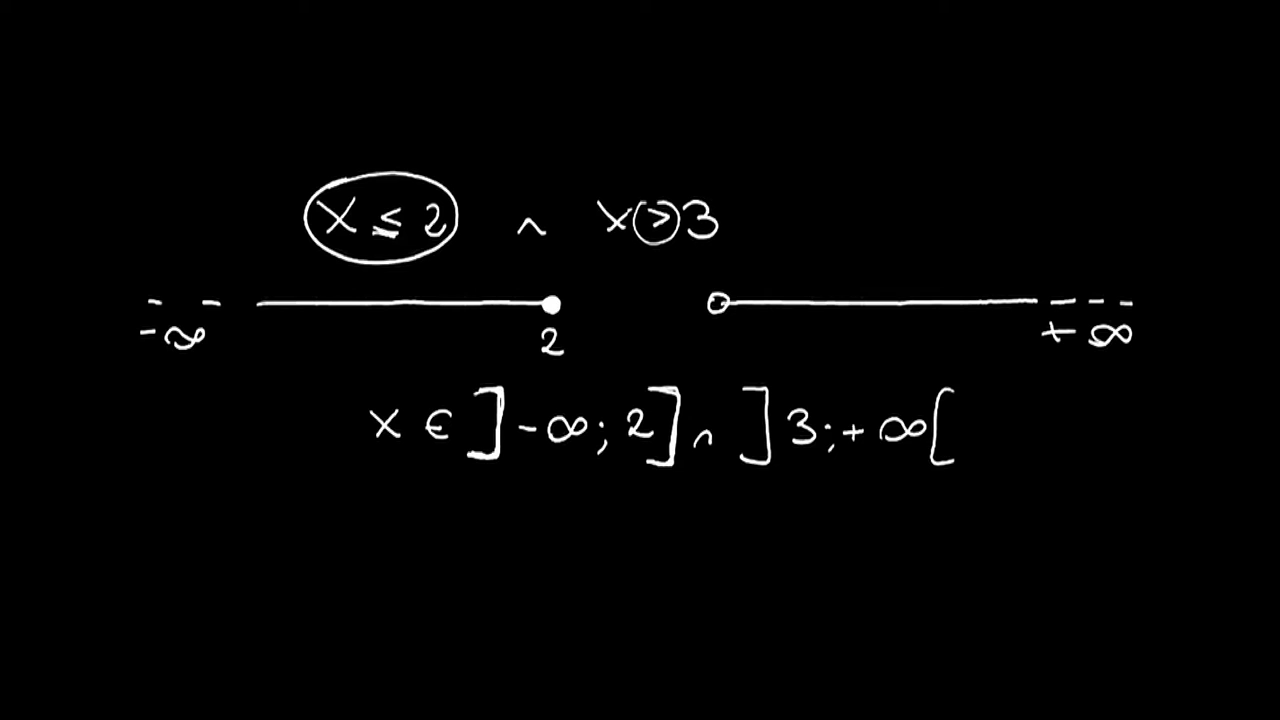 x ≤ 2 ∧ x > 3
-∞ 2 + ∞
x ∈ ]-∞; 2] ∩ ]3; +∞[